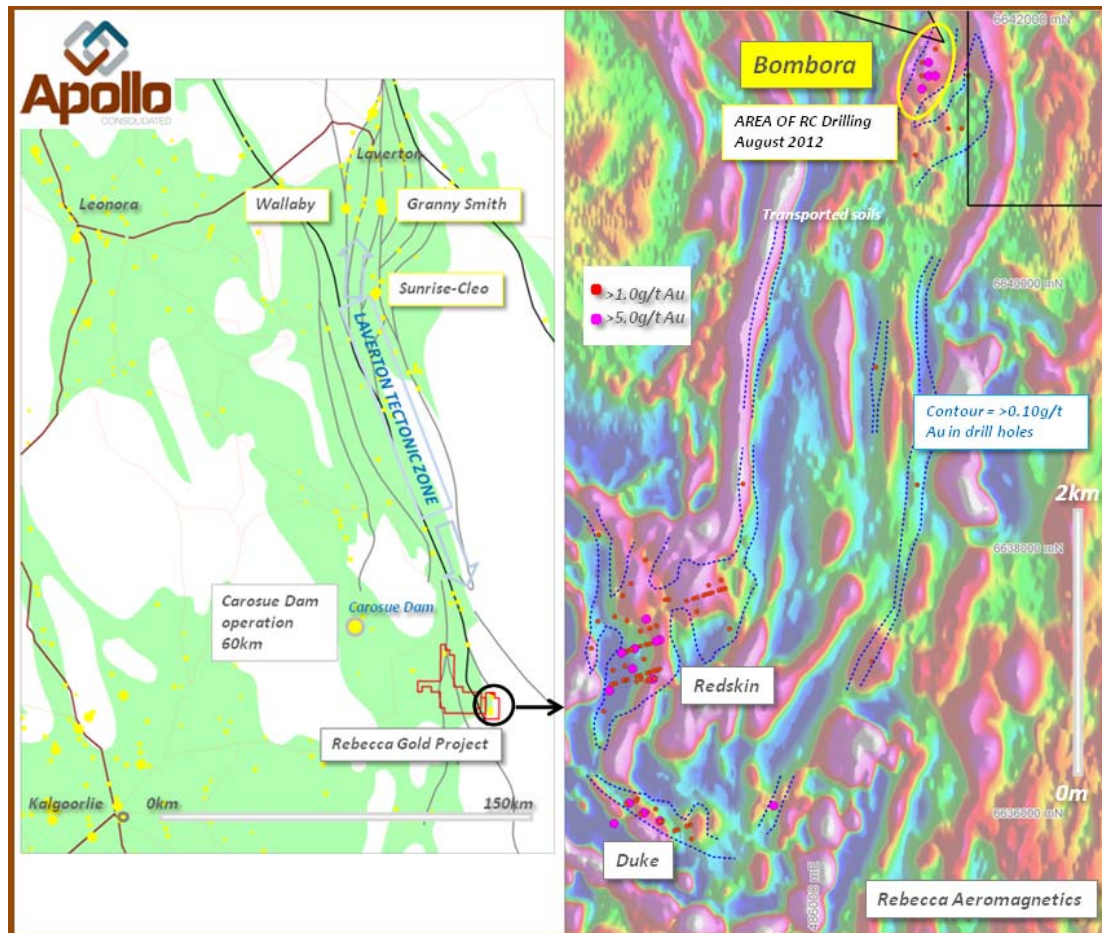 Apollo
CONSOLIDATED
Laverton
Leonora
Wallaby
Granny Smith
Sunrise-Cleo
LAVERTON TECTONIC ZONE
Carosue Dam
operation
60km
Carosue Dam
Rebecca Gold Project
Kalgoorlie
0km
150km
6642000 mN
Bombora
AREA OF RC Drilling
August 2012
Transported soils
6640000 mN
>1.0g/t Au
>5.0g/t Au
Contour = >0.10g/t
Au in drill holes
2km
6638000 mN
Redskin
0m
6636000 mN
Duke
486000 mE
Rebecca Aeromagnetics